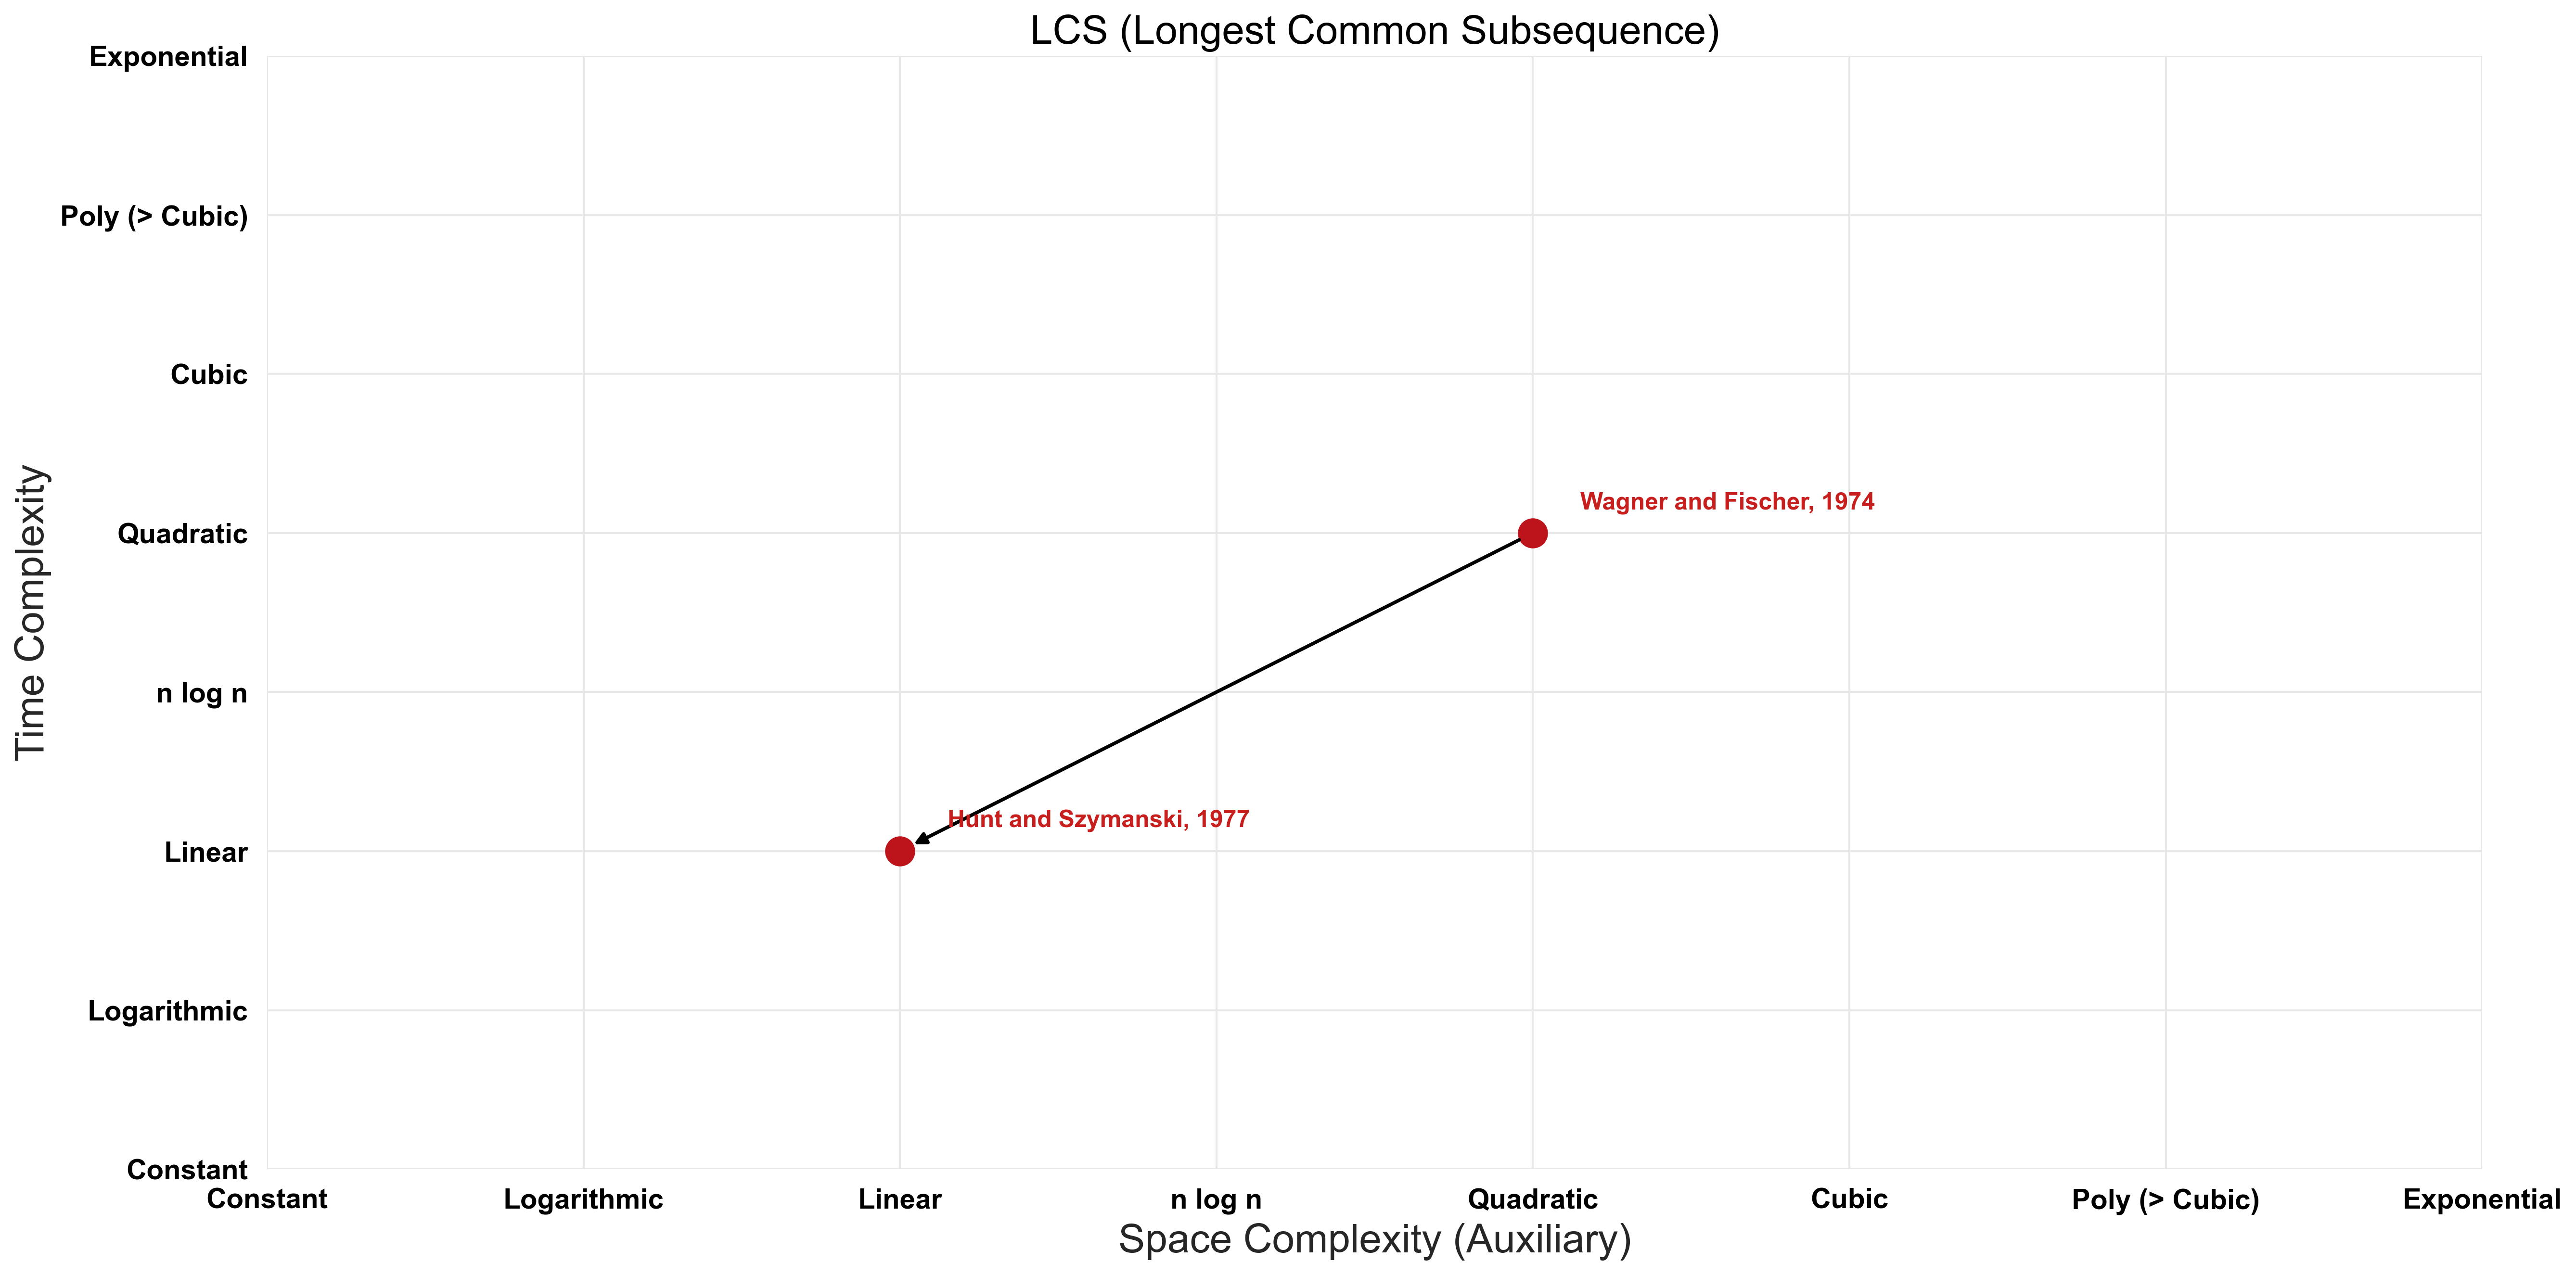 LCS (Longest Common Subsequence)
Exponential
Poly (> Cubic)
Cubic
Quadratic
n log n
Linear
Logarithmic
Constant
Time Complexity
Wagner and Fischer, 1974
Hunt and Szymanski, 1977
Constant
Logarithmic
Linear
n log n
Quadratic
Cubic
Poly (> Cubic)
Exponential
Space Complexity (Auxiliary)